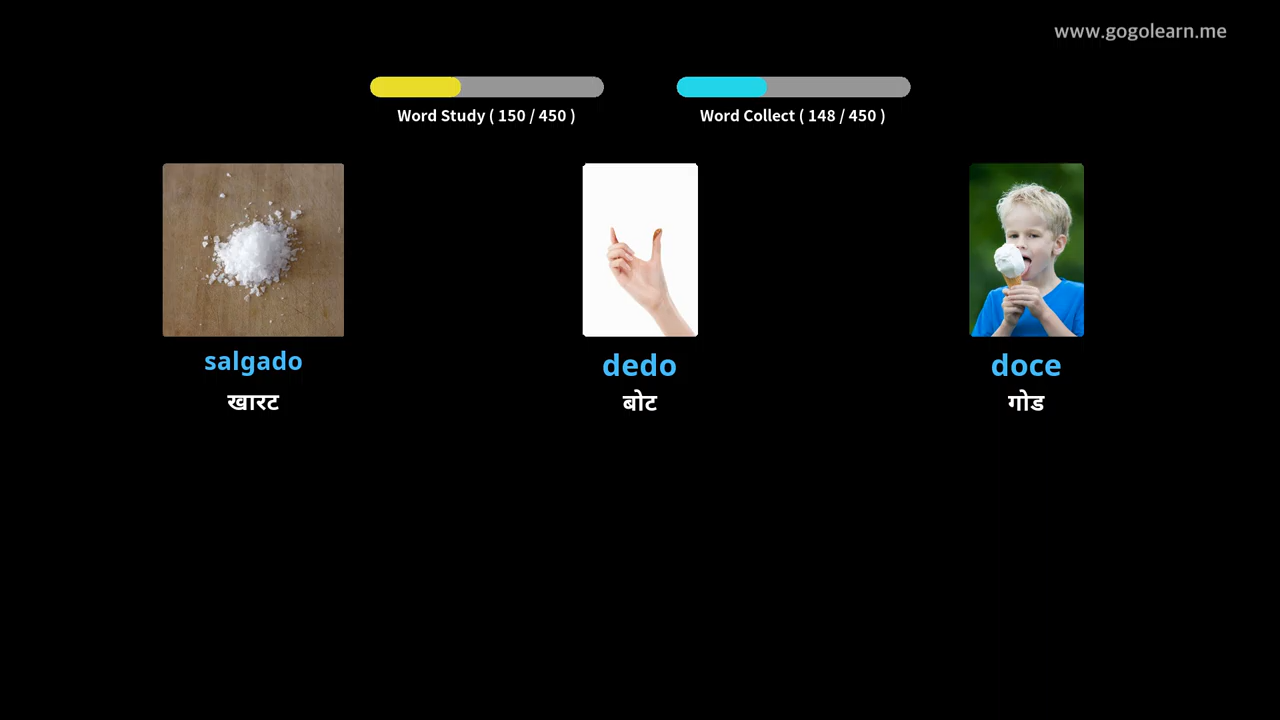 www.gogolearn.me
Word Study ( 150 / 450 )
Word Collect ( 148 / 450 )
salgado
dedo
doce
खारट
बोट
गोड